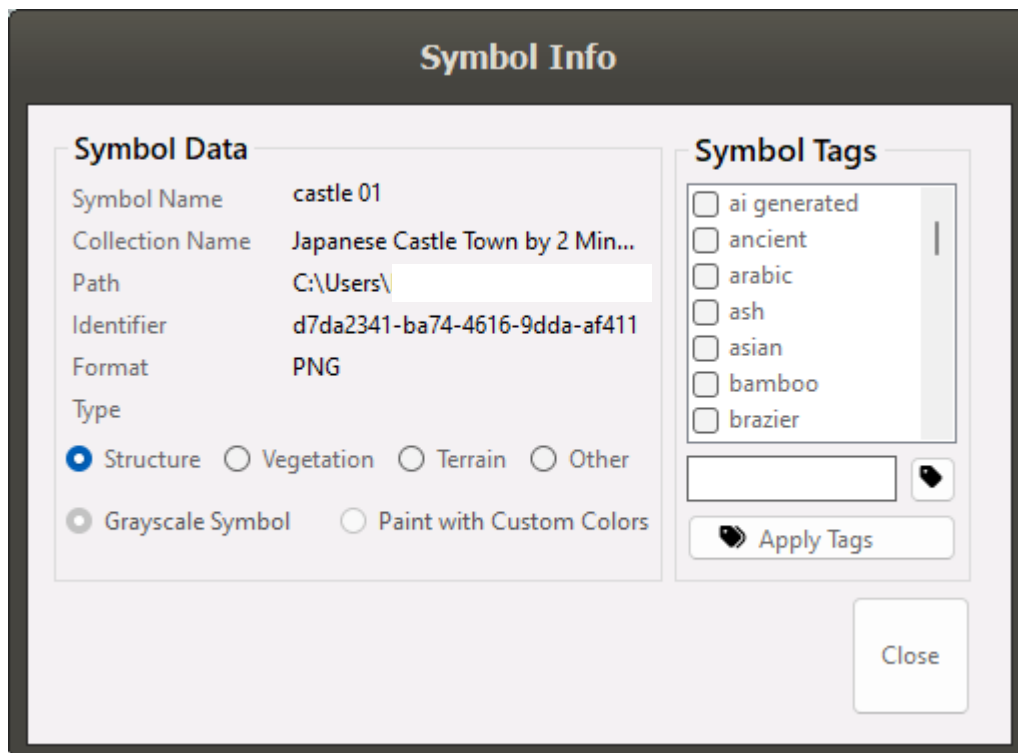 Symbol Info
Symbol Data
Symbol Name castle 01
Collection Name Japanese Castle Town by 2 Min...
Path C:\Users\
Identifier d7da2341-ba74-4616-9dda-af411
Format PNG
Type
Structure Vegetation Terrain Other
Grayscale Symbol Paint with Custom Colors
Symbol Tags
ai generated
ancient
arabic
ash
asian
bamboo
brazier
Apply Tags
Close